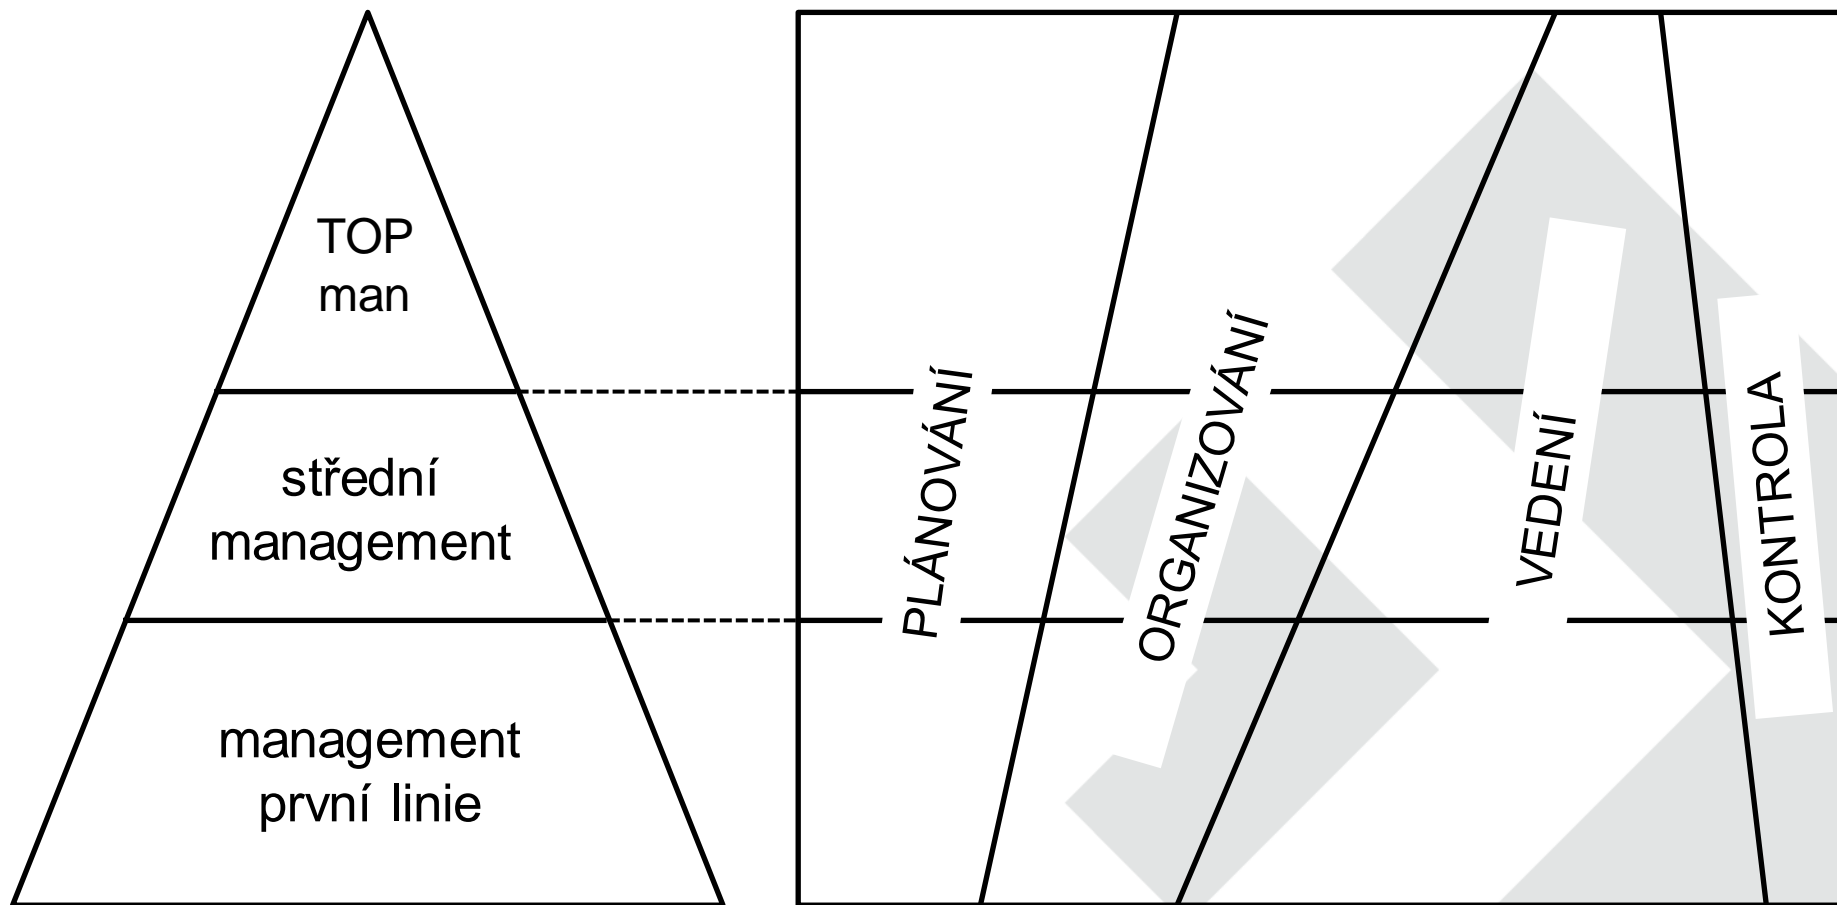 TOP
man
střední
management
management
první linie
PLÁNOVÁNÍ
ORGANIZOVÁNÍ
VEDENÍ
KONTROLA